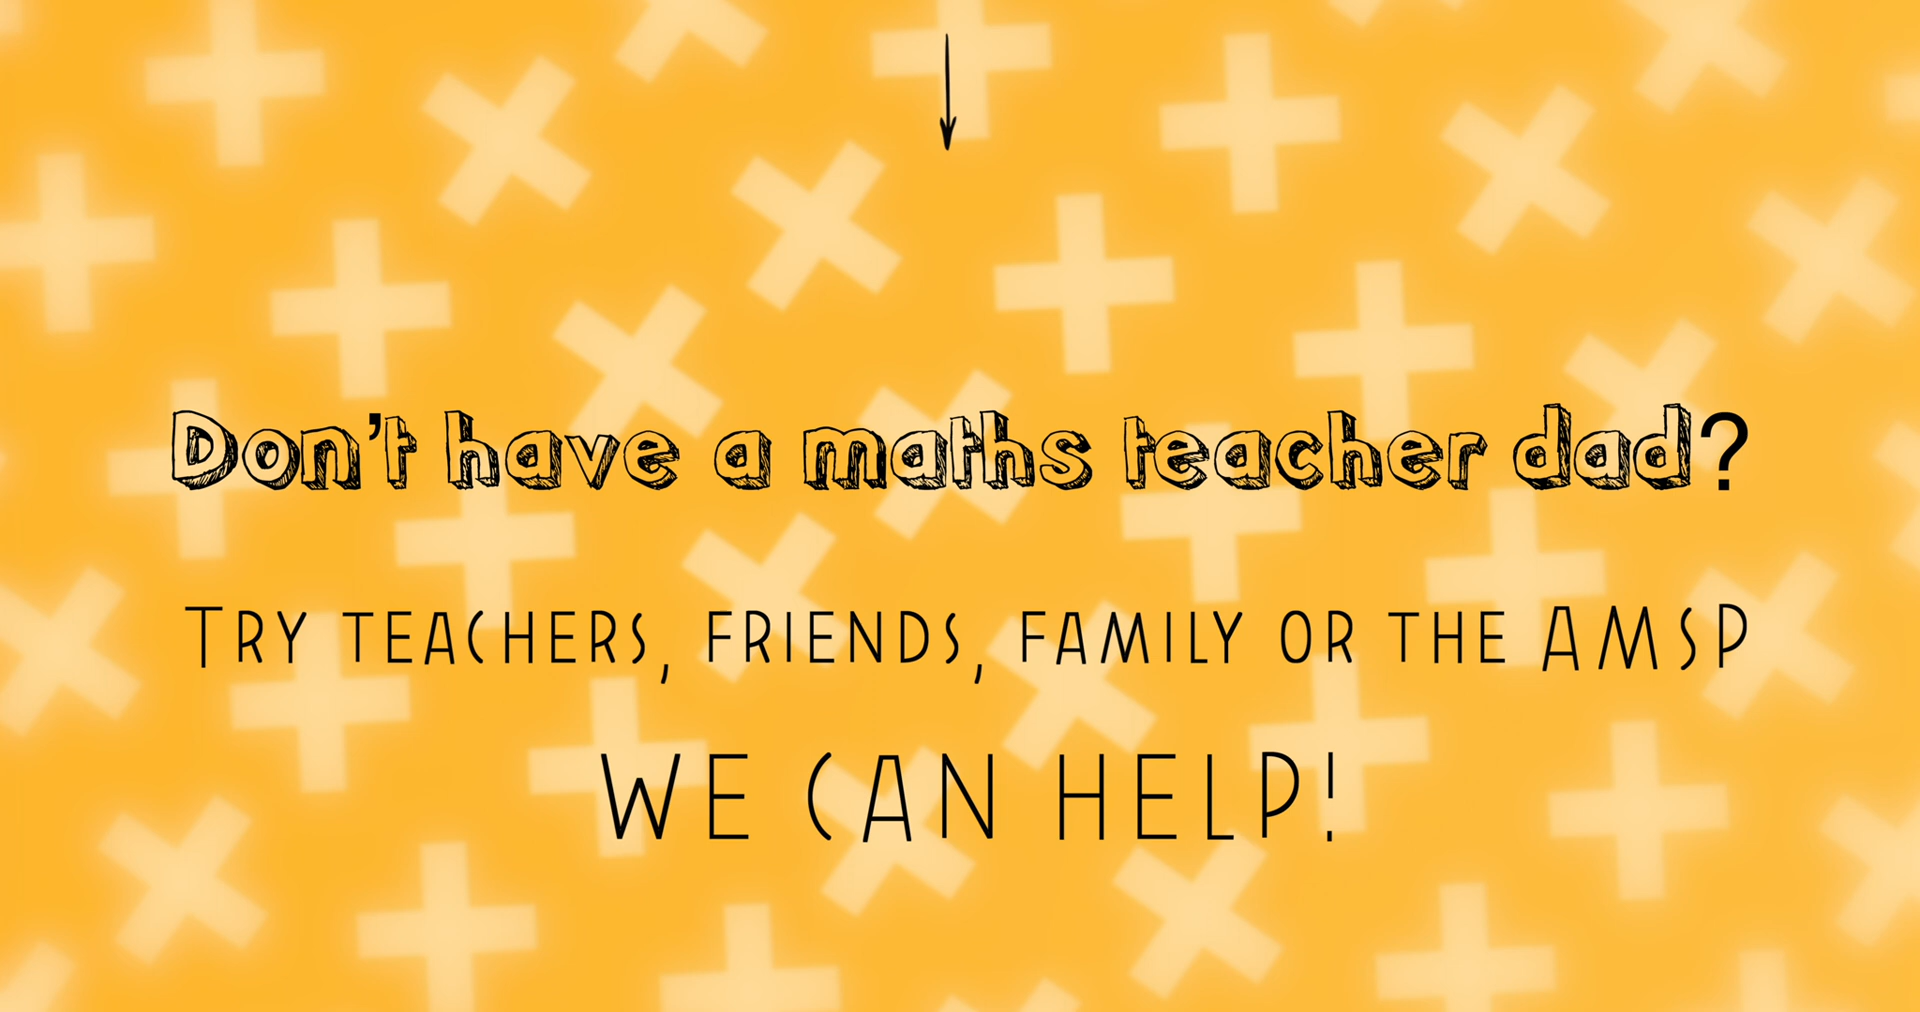 Don't have a maths teacher dad?
TRY TEACHERS, FRIENDS, FAMILY OR THE AMSP
WE CAN HELP!